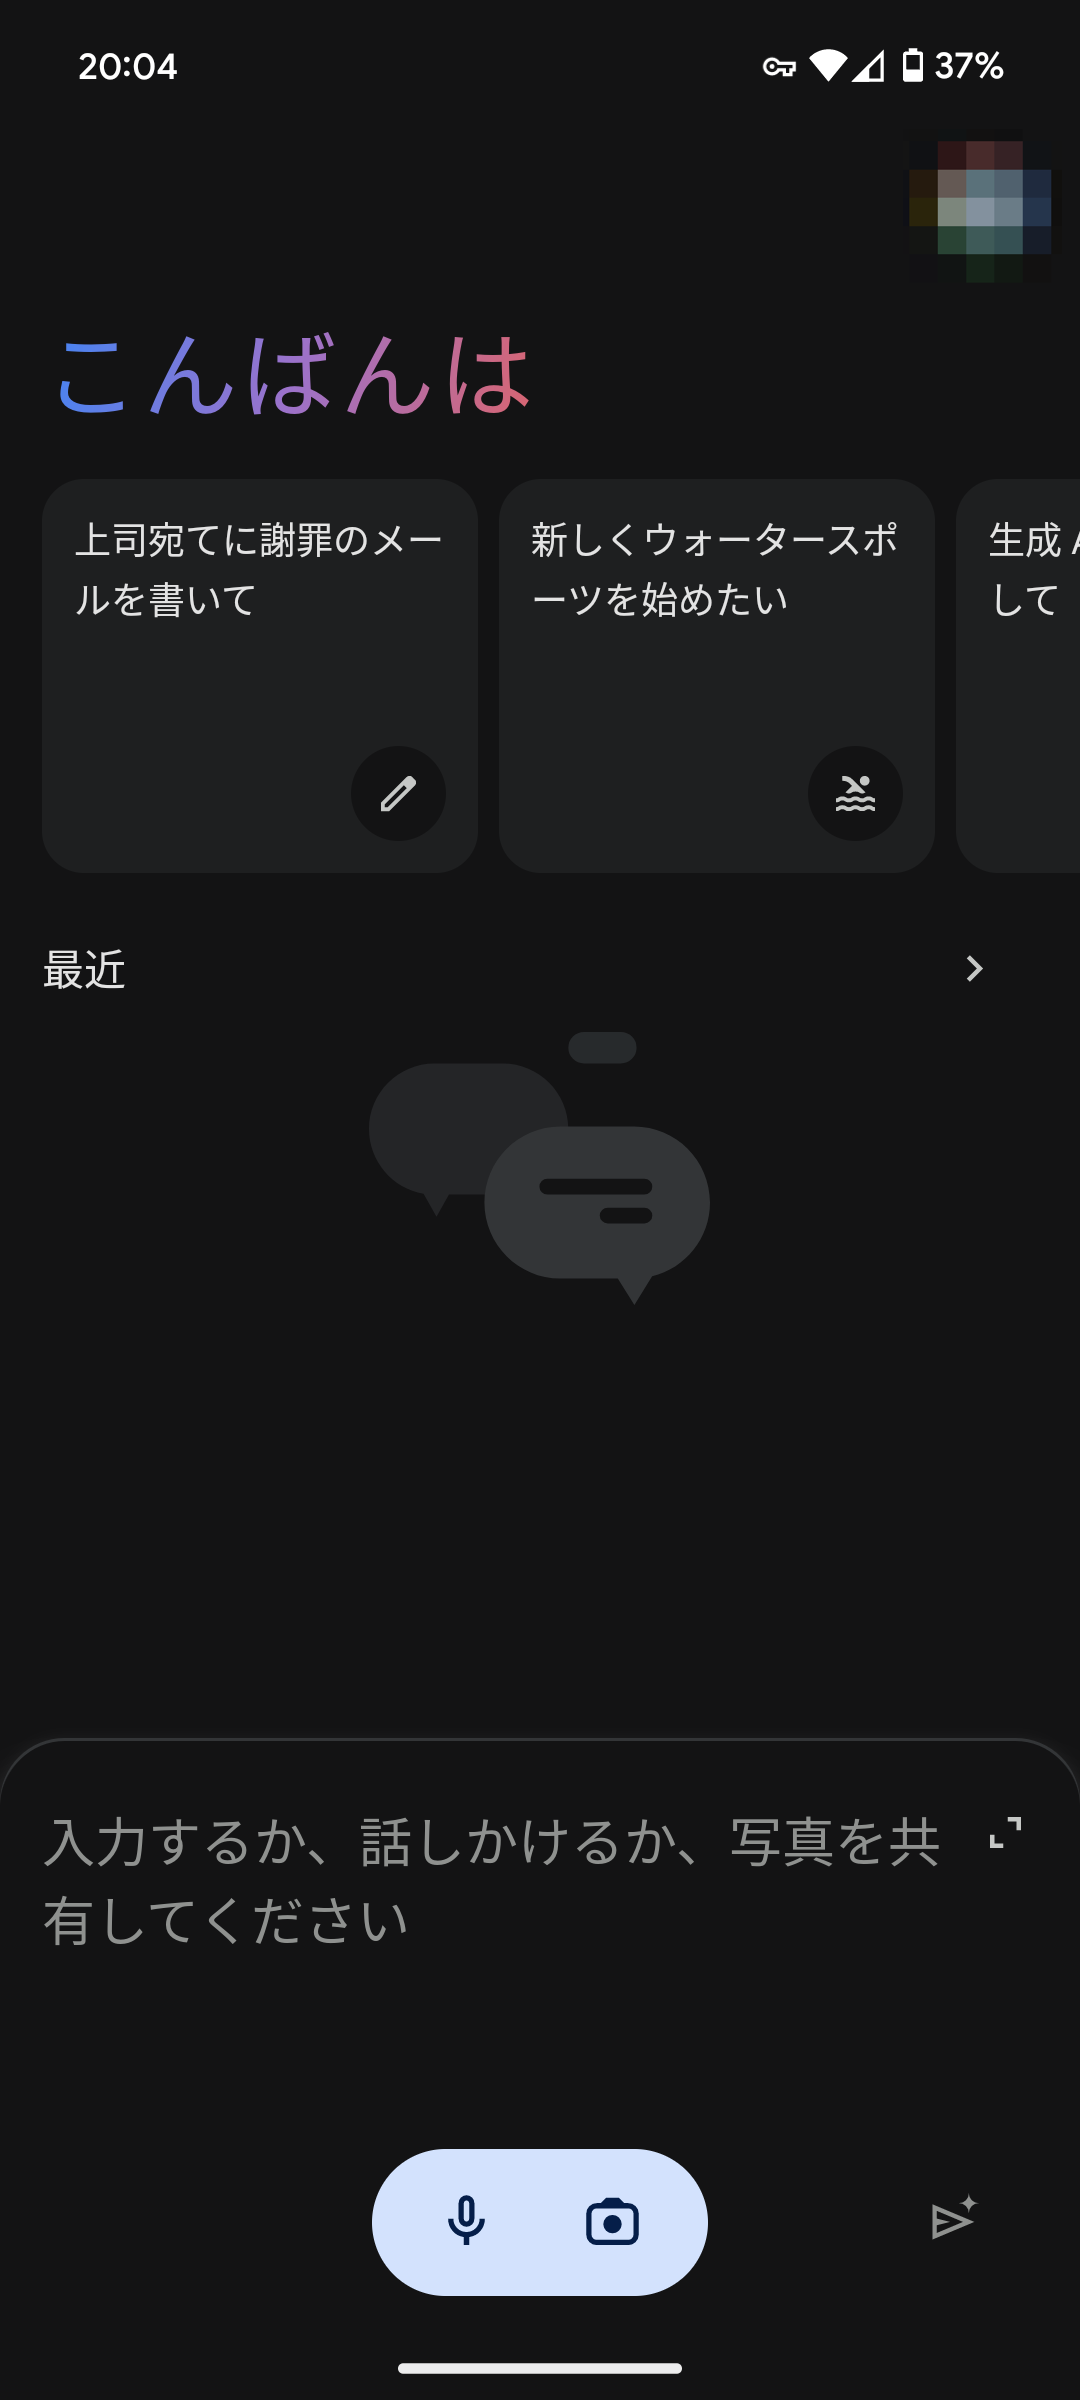 20:04
37%
こんばんは
上司宛てに謝罪のメー
ルを書いて
新しくウォータースポ
ーツを始めたい
生成
して
最近
入力するか、話しかけるか、写真を共
有してください